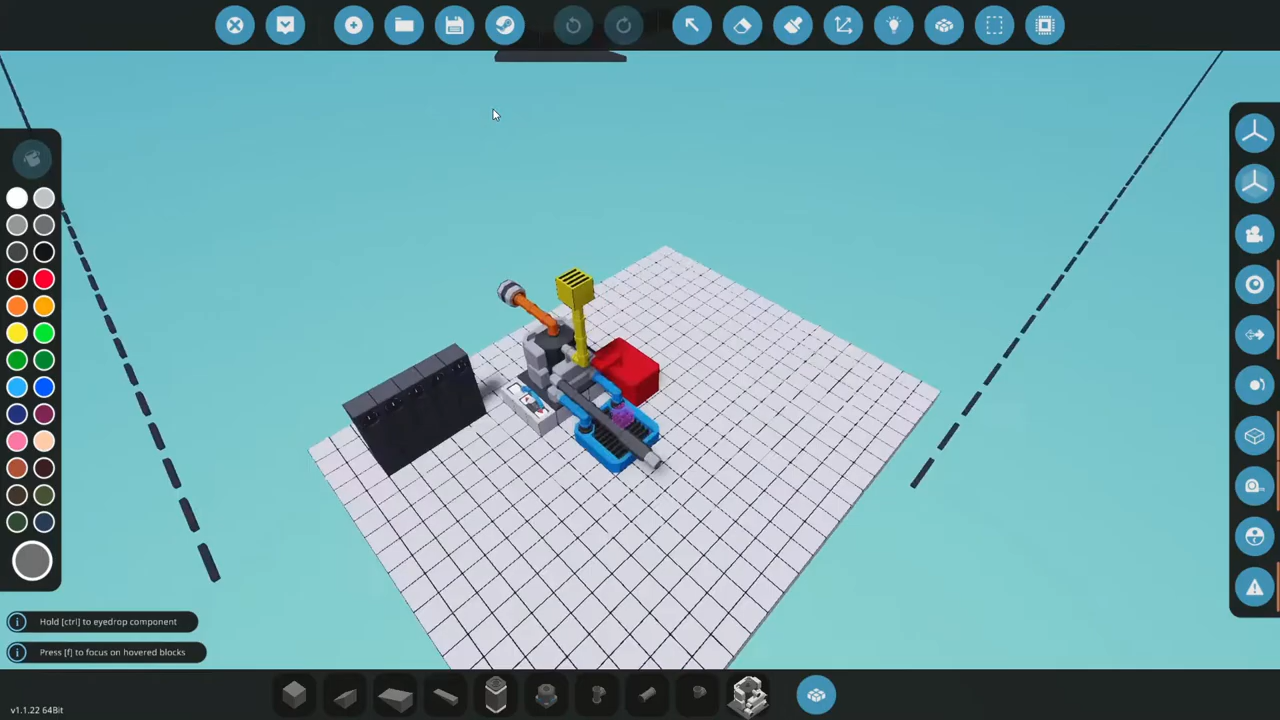 Hold [ctrl] to eyedrop component
Press [f] to focus on hovered blocks
v1.1.22 64Bit